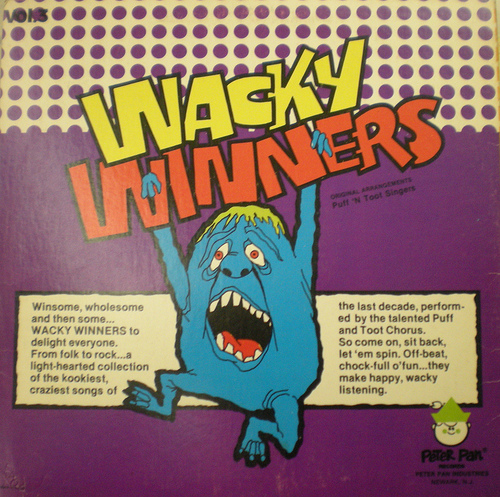 VOL3
WACKY
WINNERS
ORIGINAL ARRANGEMENTS
Puff 'N Toot Singers
Winsome, wholesome
and then some...
WACKY WINNERS to
delight everyone.
From folk to rock...a
light-hearted collection
of the kookiest,
craziest songs of
the last decade, perform-
ed by the talented Puff
and Toot Chorus.
So come on, sit back,
let 'em spin. Off-beat,
chock-full o'fun...they
make happy, wacky
listening.
Peter Pan
RECORDS
PETER PAN INDUSTRIES
NEWARK, N.J.